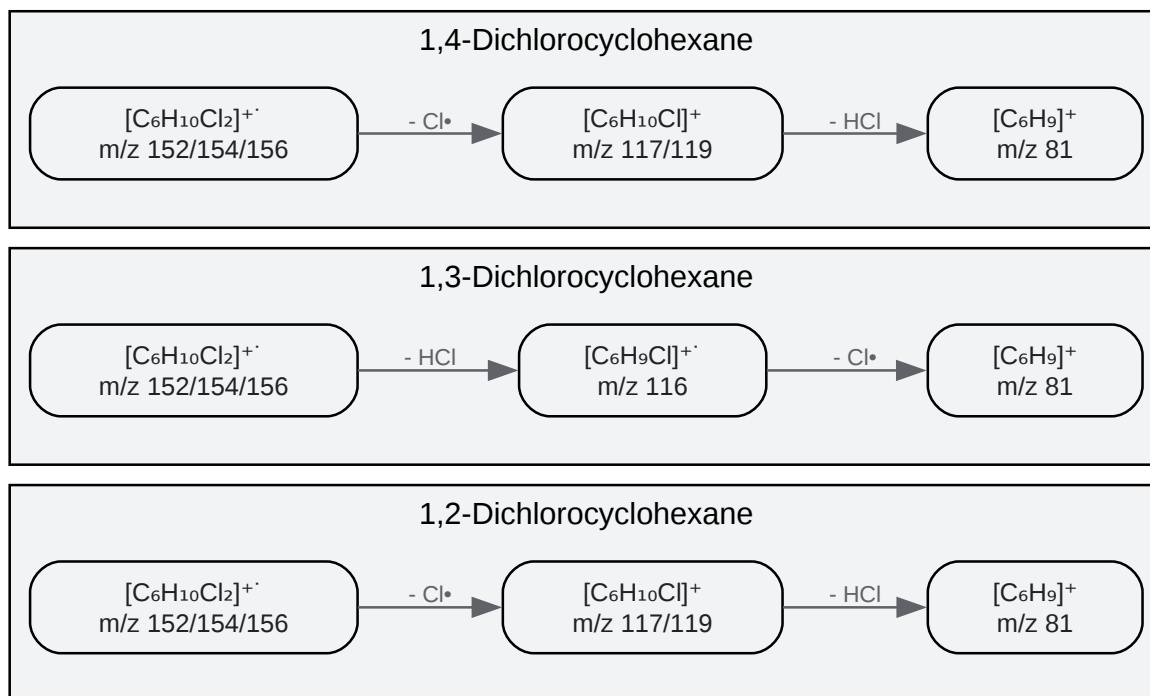 1,4-Dichlorocyclohexane
[C₆H₁₀Cl₂]⁺˙
m/z 152/154/156
- Cl•
[C₆H₁₀Cl]⁺
m/z 117/119
- HCl
[C₆H₉]⁺
m/z 81
1,3-Dichlorocyclohexane
[C₆H₁₀Cl₂]⁺˙
m/z 152/154/156
- HCl
[C₆H₉Cl]⁺˙
m/z 116
- Cl•
[C₆H₉]⁺
m/z 81
1,2-Dichlorocyclohexane
[C₆H₁₀Cl₂]⁺˙
m/z 152/154/156
- Cl•
[C₆H₁₀Cl]⁺
m/z 117/119
- HCl
[C₆H₉]⁺
m/z 81